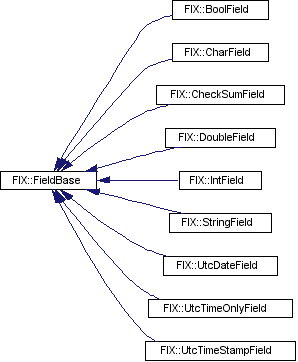 FIX::BoolField
FIX::CharField
FIX::CheckSumField
FIX::DoubleField
FIX::FieldBase
FIX::IntField
FIX::StringField
FIX::UtcDateField
FIX::UtcTimeOnlyField
FIX::UtcTimeStampField